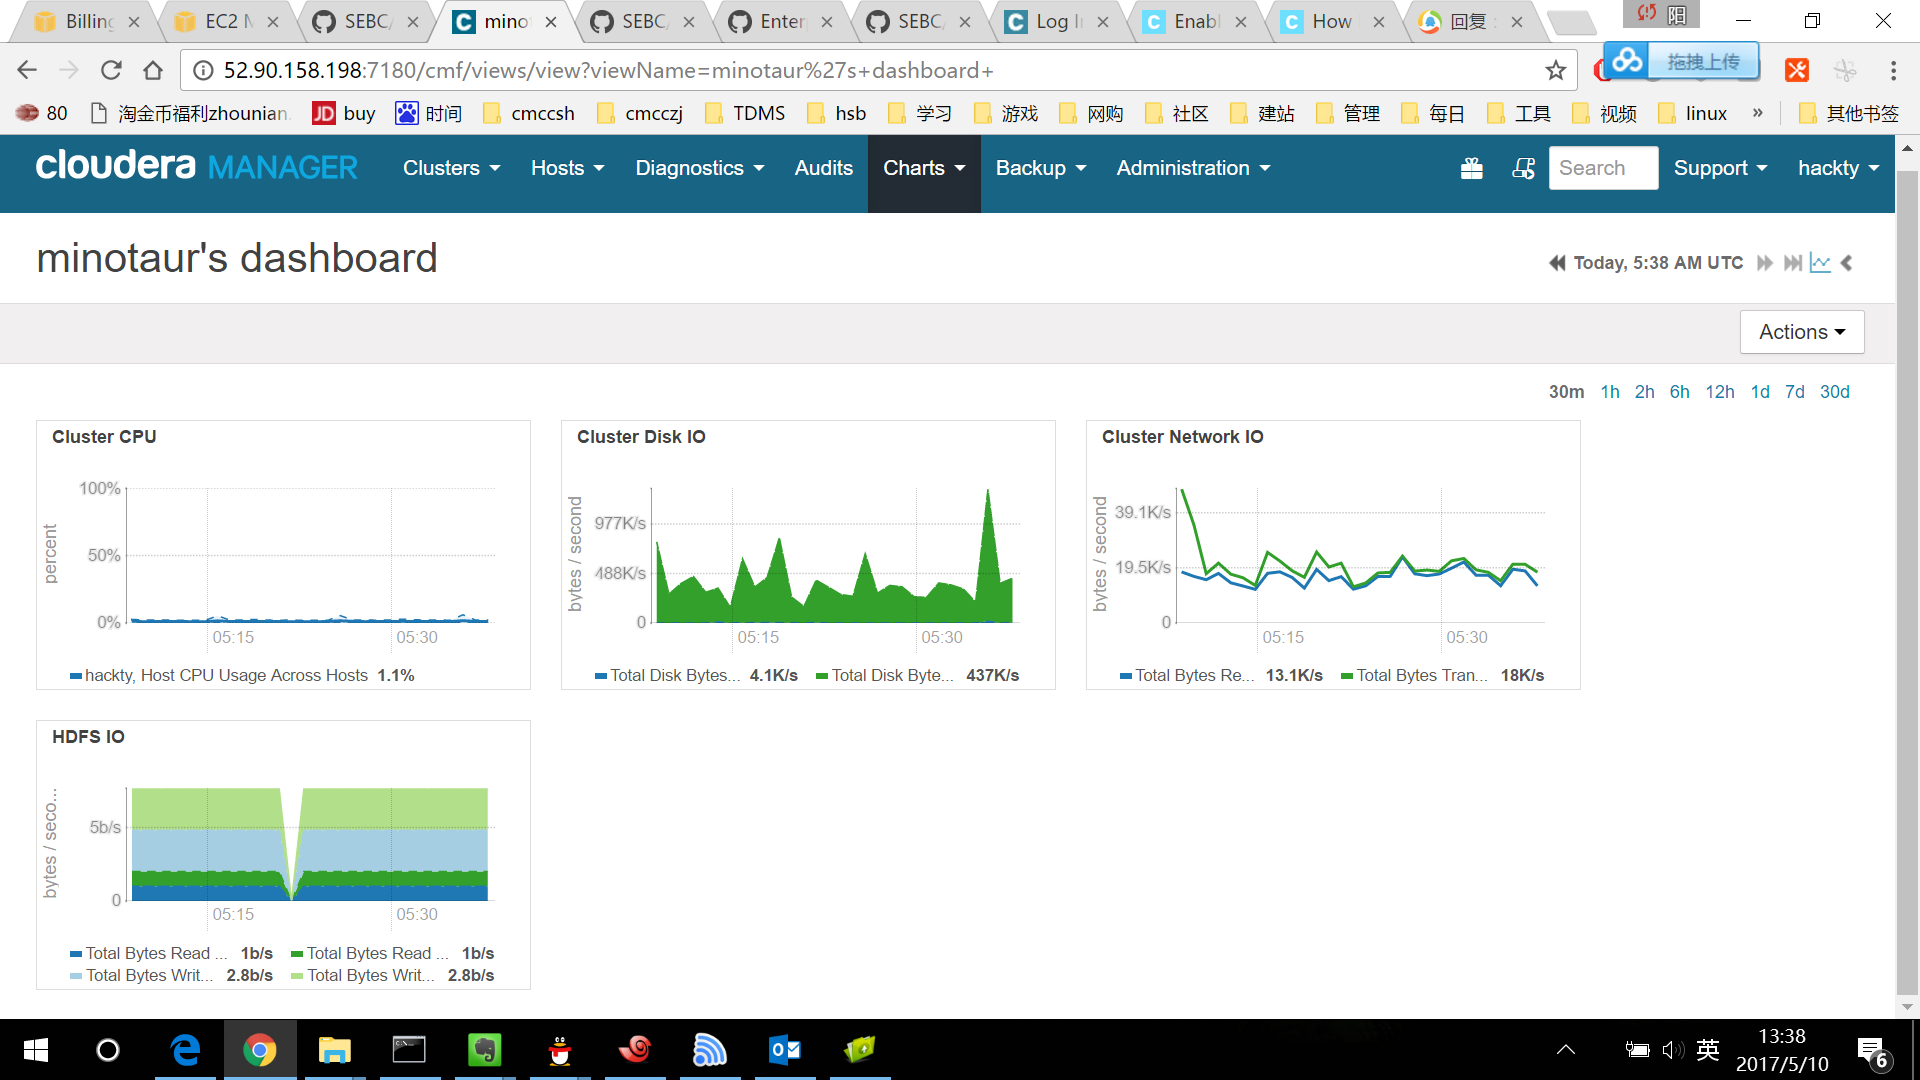 Billing EC2 M SEBC/ mino SEBC/ Enter SEBC/ Log In Enabl How 回复: 阳
52.90.158.198:7180/cmf/views/view?viewName=minotaur%27s+dashboard+ 拖拽上传
80 淘金币福利zhounian. JD buy 时间 cmccsh cmcczj TDMS hsb 学习 游戏 网购 社区 建站 管理 每日 工具 视频 linux » 其他书签
cloudera MANAGER Clusters Hosts Diagnostics Audits Charts Backup Administration Search Support hackty
minotaur's dashboard
Today, 5:38 AM UTC
Actions
30m 1h 2h 6h 12h 1d 7d 30d
Cluster CPU
percent
100%
50%
0%
05:15 05:30
hackty, Host CPU Usage Across Hosts 1.1%
Cluster Disk IO
bytes / second
977K/s
488K/s
0
05:15 05:30
Total Disk Bytes... 4.1K/s Total Disk Byte... 437K/s
Cluster Network IO
bytes / second
39.1K/s
19.5K/s
0
05:15 05:30
Total Bytes Re... 13.1K/s Total Bytes Tran... 18K/s
HDFS IO
bytes / seco...
5b/s
0
05:15 05:30
Total Bytes Read ... 1b/s Total Bytes Read ... 1b/s
Total Bytes Writ... 2.8b/s Total Bytes Writ... 2.8b/s
英
13:38
2017/5/10
6